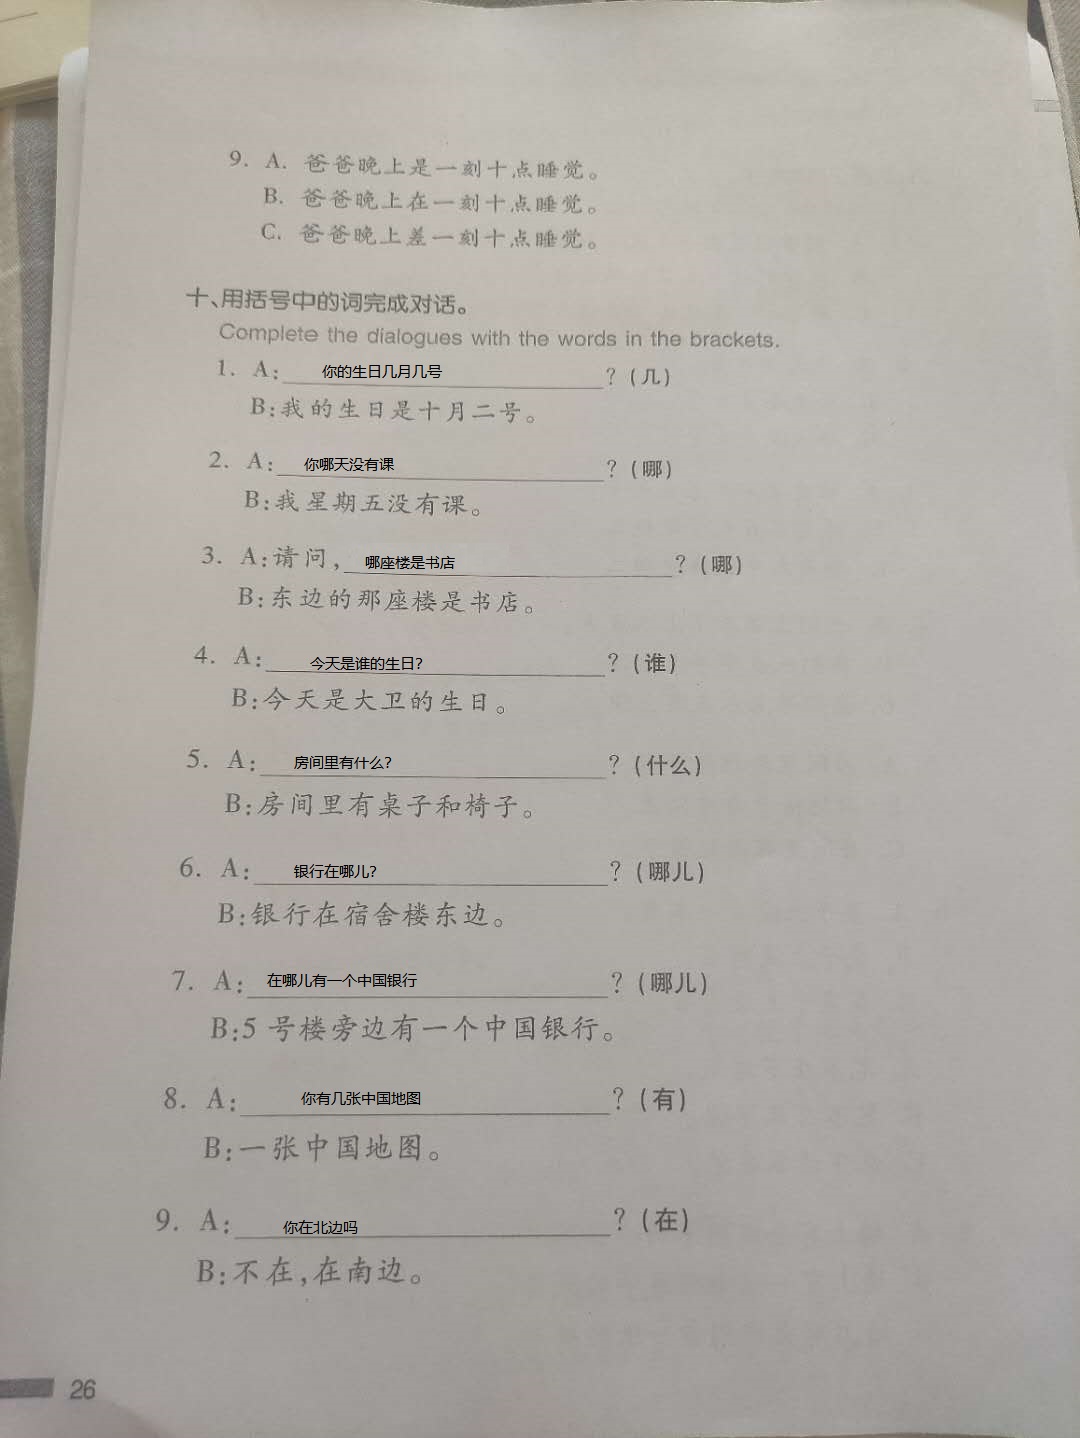 9. A. 爸爸晚上是一刻十点睡觉。
B. 爸爸晚上在一刻十点睡觉。
C. 爸爸晚上差一刻十点睡觉。
十、用括号中的词完成对话。
Complete the dialogues with the words in the brackets.
1. A: 你的生日几月几号 ? (几)
B:我的生日是十月二号。
2. A: 你哪天没有课 ? (哪)
B:我星期五没有课。
3. A:请问, 哪座楼是书店 ? (哪)
B:东边的那座楼是书店。
4. A: 今天是谁的生日? ? (谁)
B:今天是大卫的生日。
5. A: 房间里有什么? ? (什么)
B:房间里有桌子和椅子。
6. A: 银行在哪儿? ? (哪儿)
B:银行在宿舍楼东边。
7. A: 在哪儿有一个中国银行 ? (哪儿)
B:5 号楼旁边有一个中国银行。
8. A: 你有几张中国地图 ? (有)
B:一张中国地图。
9. A: 你在北边吗 ? (在)
B:不在,在南边。
26